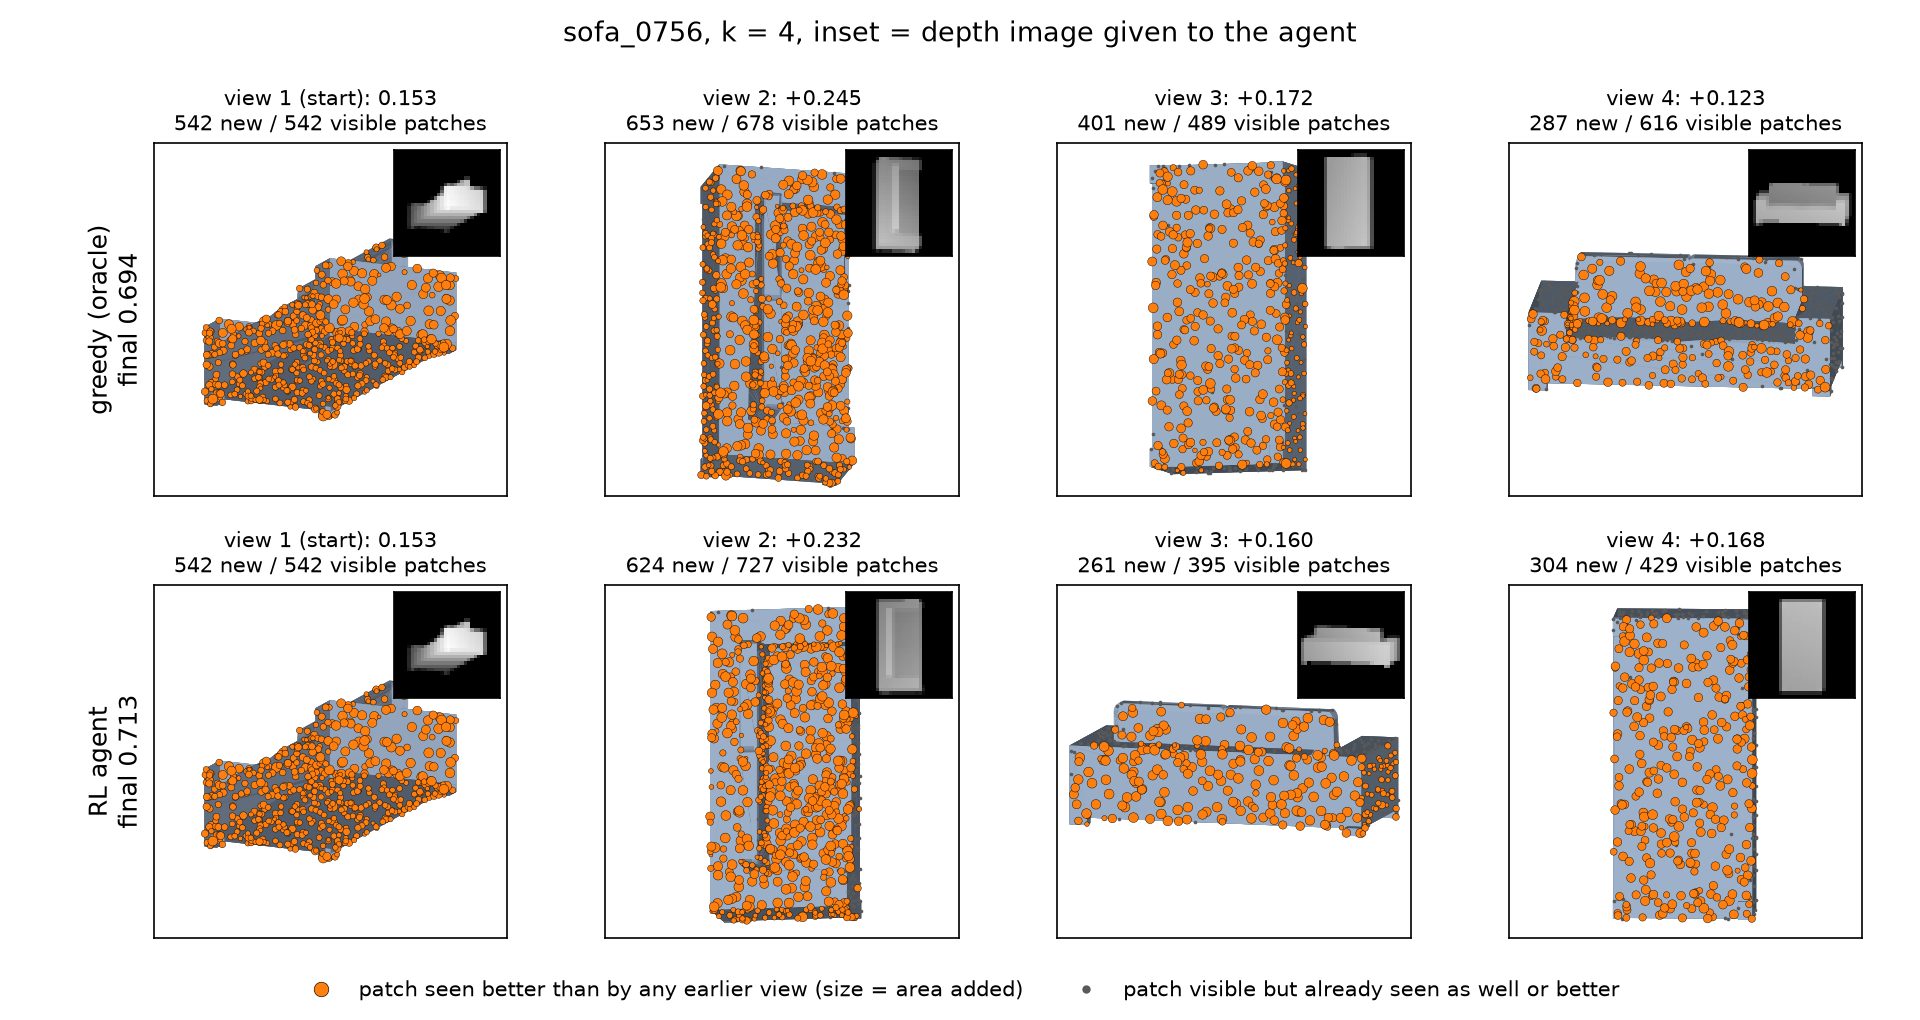 sofa_0756, k = 4, inset = depth image given to the agent
view 1 (start): 0.153
542 new / 542 visible patches
view 2: +0.245
653 new / 678 visible patches
view 3: +0.172
401 new / 489 visible patches
view 4: +0.123
287 new / 616 visible patches
greedy (oracle)
final 0.694
view 1 (start): 0.153
542 new / 542 visible patches
view 2: +0.232
624 new / 727 visible patches
view 3: +0.160
261 new / 395 visible patches
view 4: +0.168
304 new / 429 visible patches
RL agent
final 0.713
patch seen better than by any earlier view (size = area added)
patch visible but already seen as well or better